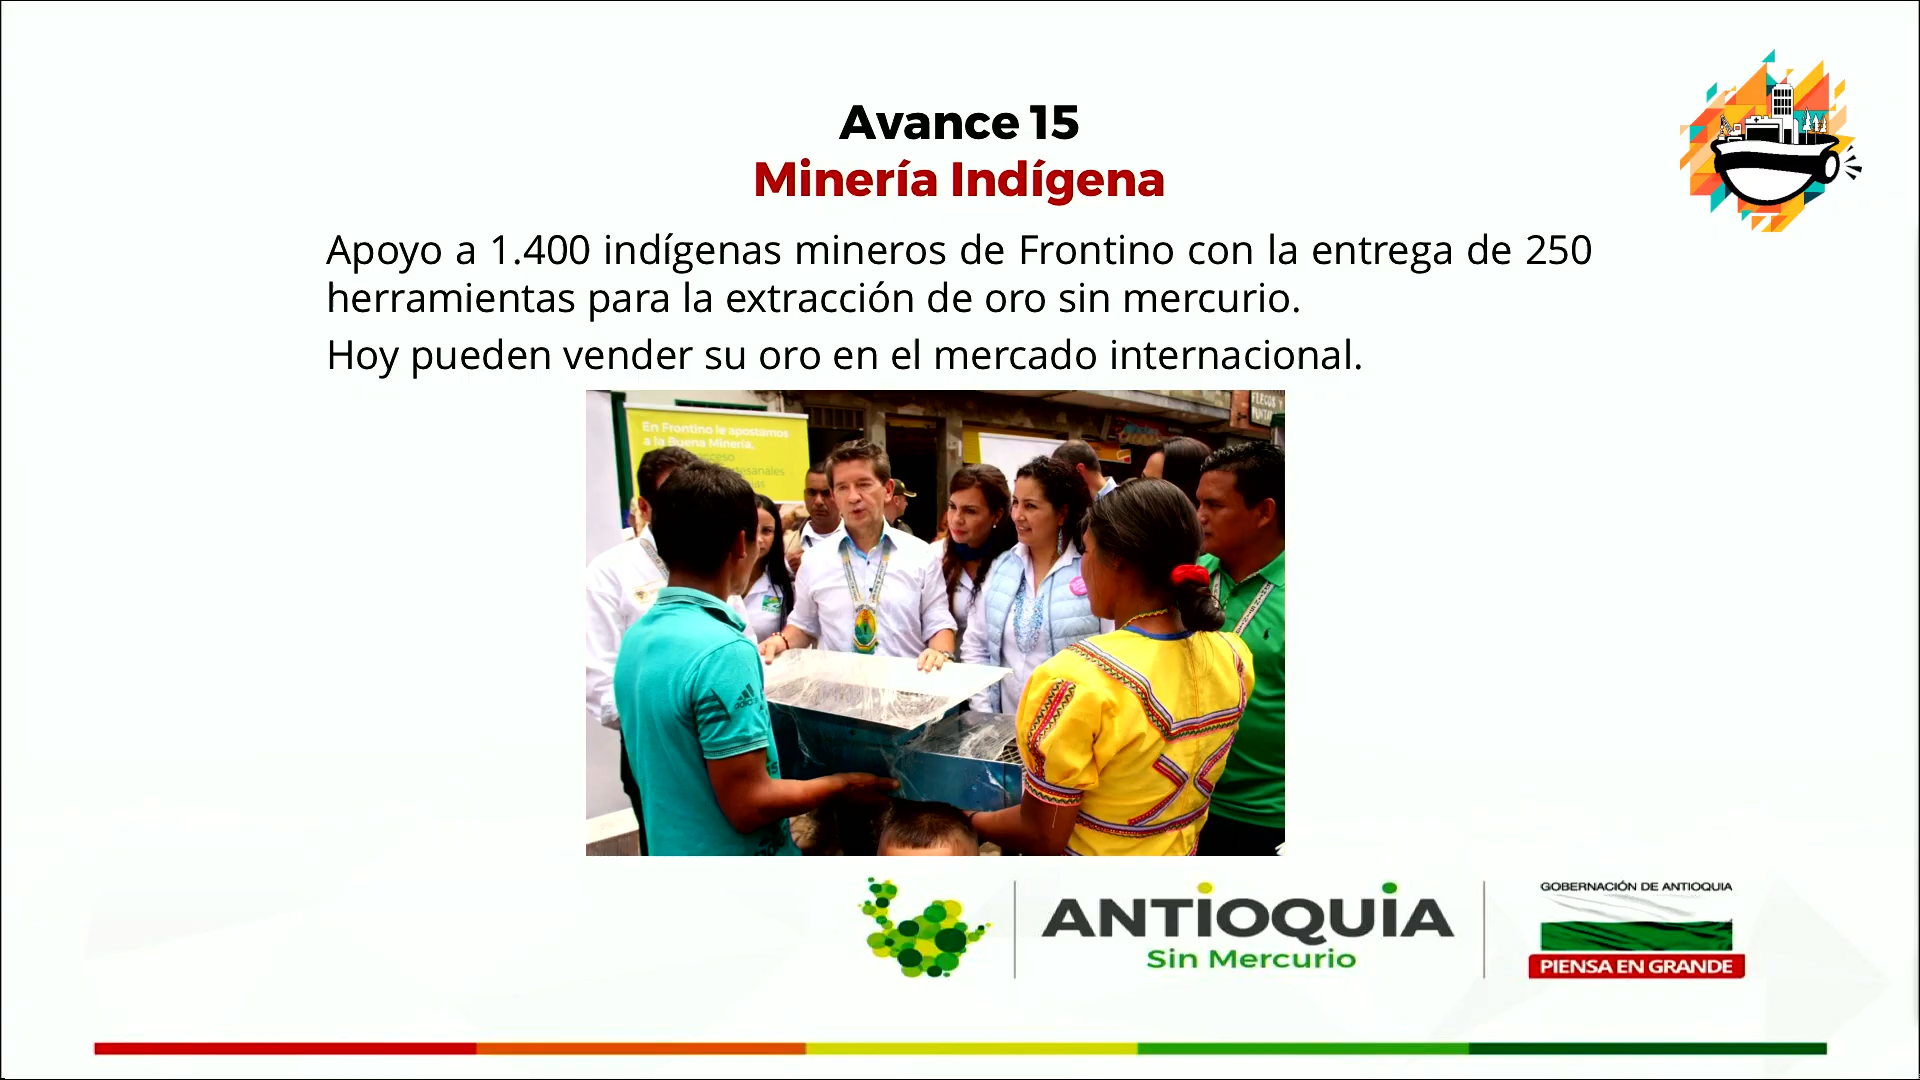 Avance 15
Minería Indígena
Apoyo a 1.400 indígenas mineros de Frontino con la entrega de 250
herramientas para la extracción de oro sin mercurio.
Hoy pueden vender su oro en el mercado internacional.
En Frontino le apostamos
a la Buena Minería.
FLECOS Y
adidas
ANTIOQUIA
Sin Mercurio
GOBERNACIÓN DE ANTIOQUIA
PIENSA EN GRANDE